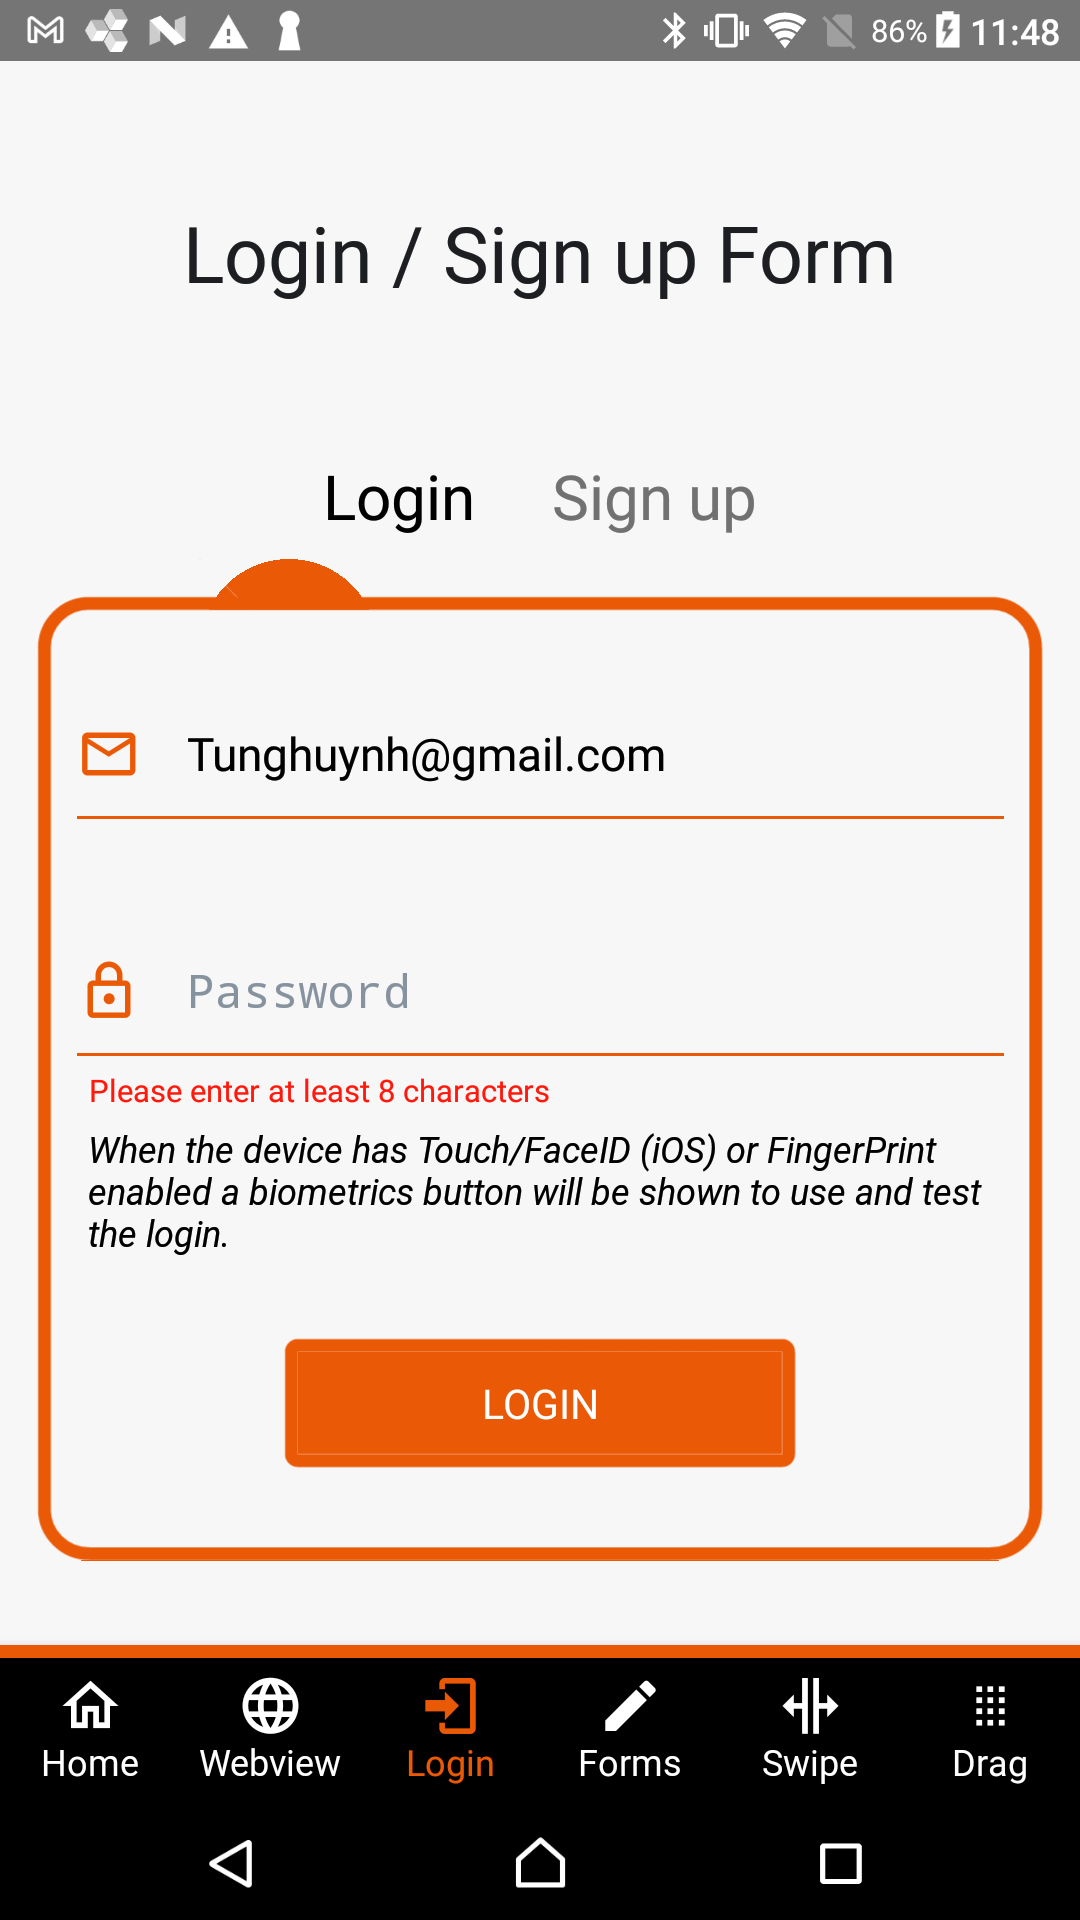 86% 11:48
Login / Sign up Form
Login Sign up
Tunghuynh@gmail.com
Password
Please enter at least 8 characters
When the device has Touch/FaceID (iOS) or FingerPrint
enabled a biometrics button will be shown to use and test
the login.
LOGIN
Home Webview Login Forms Swipe Drag